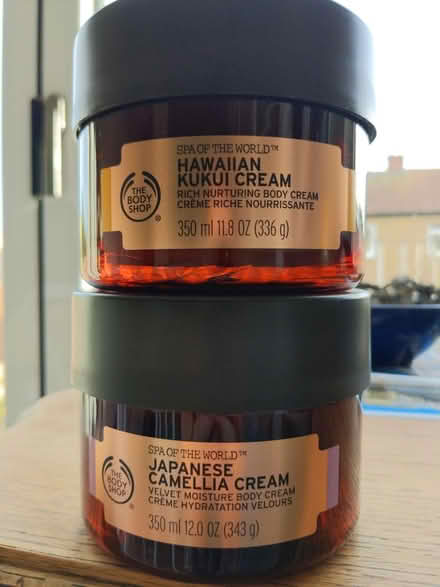 SPA OF THE WORLD™
HAWAIIAN
KUKUI CREAM
RICH NURTURING BODY CREAM
CRÈME RICHE NOURRISSANTE
350 ml 11.8 OZ (336 g)
THE
BODY
SHOP
®
SPA OF THE WORLD™
JAPANESE
CAMELLIA CREAM
VELVET MOISTURE BODY CREAM
CRÈME HYDRATATION VELOURS
350 ml 12.0 OZ (343 g)
THE
BODY
SHOP
®